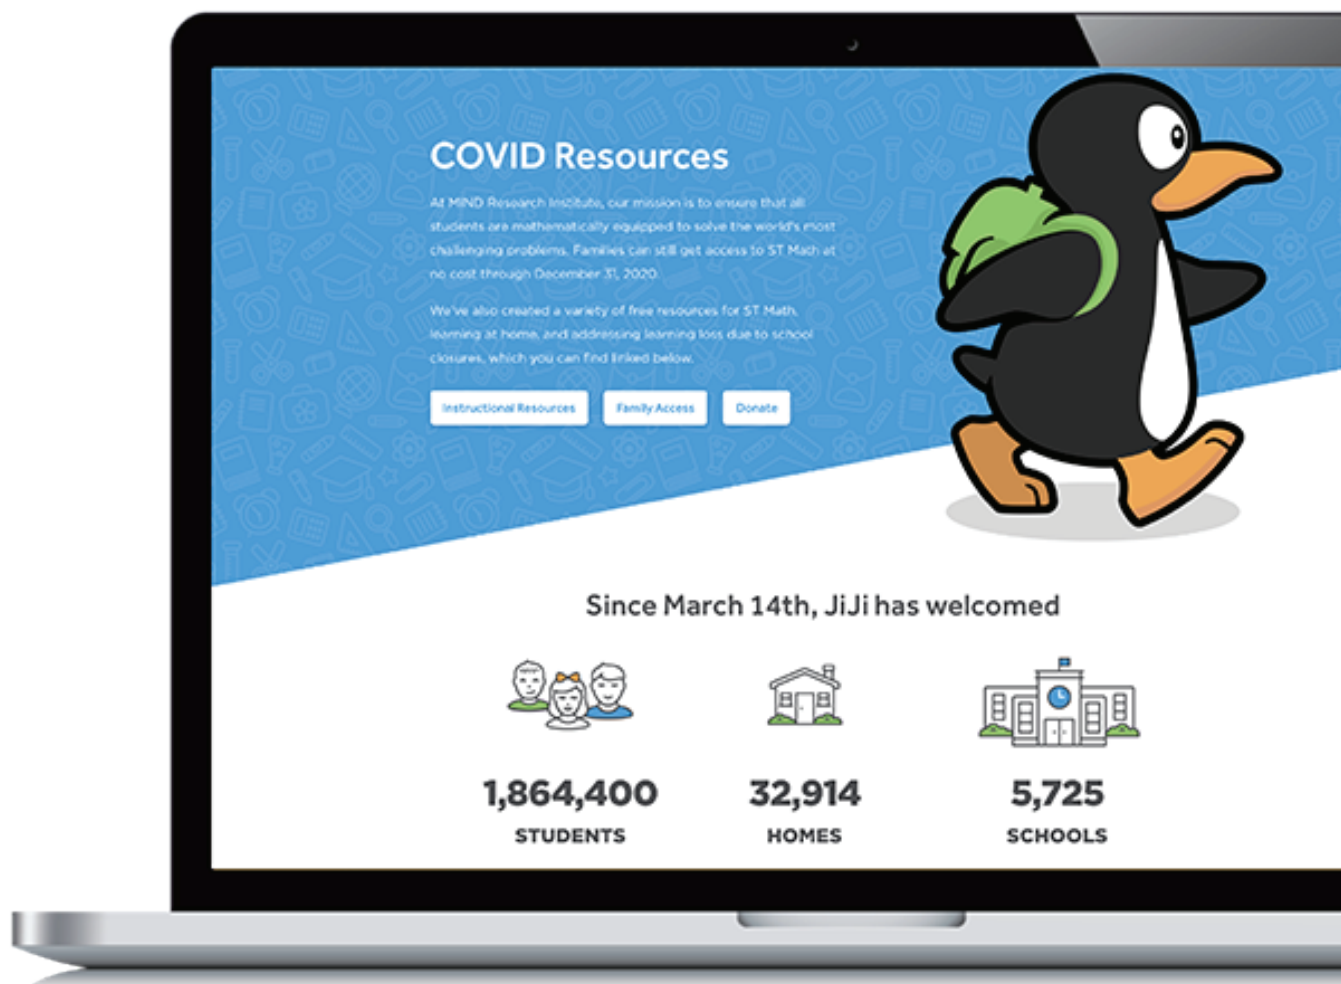 COVID Resources
At MIND Research Institute, our mission is to ensure that all
students are mathematically equipped to solve the world's most
challenging problems. Families can still get access to ST Math at
no cost through December 31, 2020.
We've also created a variety of free resources for ST Math,
learning at home, and addressing learning loss due to school
closures, which you can find linked below.
Instructional Resources Family Access Donate
Since March 14th, JiJi has welcomed
1,864,400 32,914 5,725
STUDENTS HOMES SCHOOLS